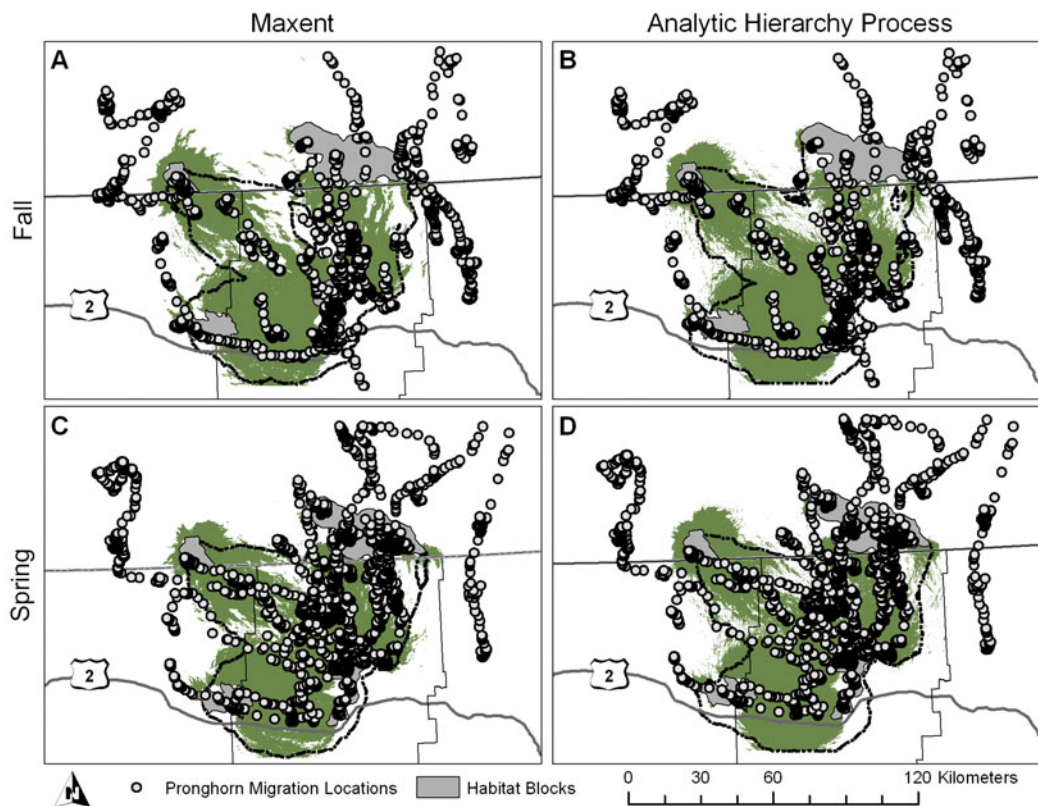 Maxent
Analytic Hierarchy Process
Fall
A
2
B
2
Spring
C
2
D
2
N
Pronghorn Migration Locations
Habitat Blocks
0 30 60 120 Kilometers